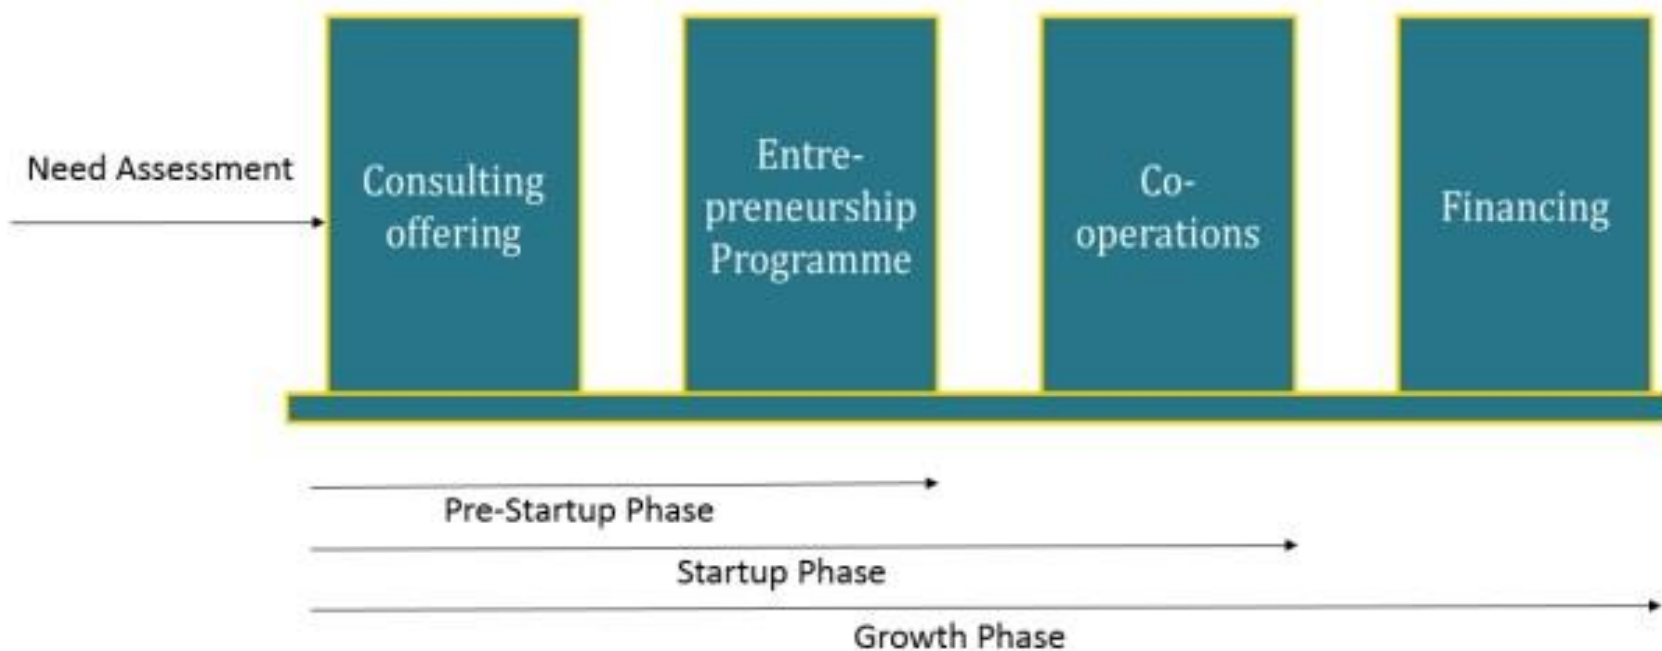 Need Assessment
Consulting
offering
Entre-
preneurship
Programme
Co-
operations
Financing
Pre-Startup Phase
Startup Phase
Growth Phase